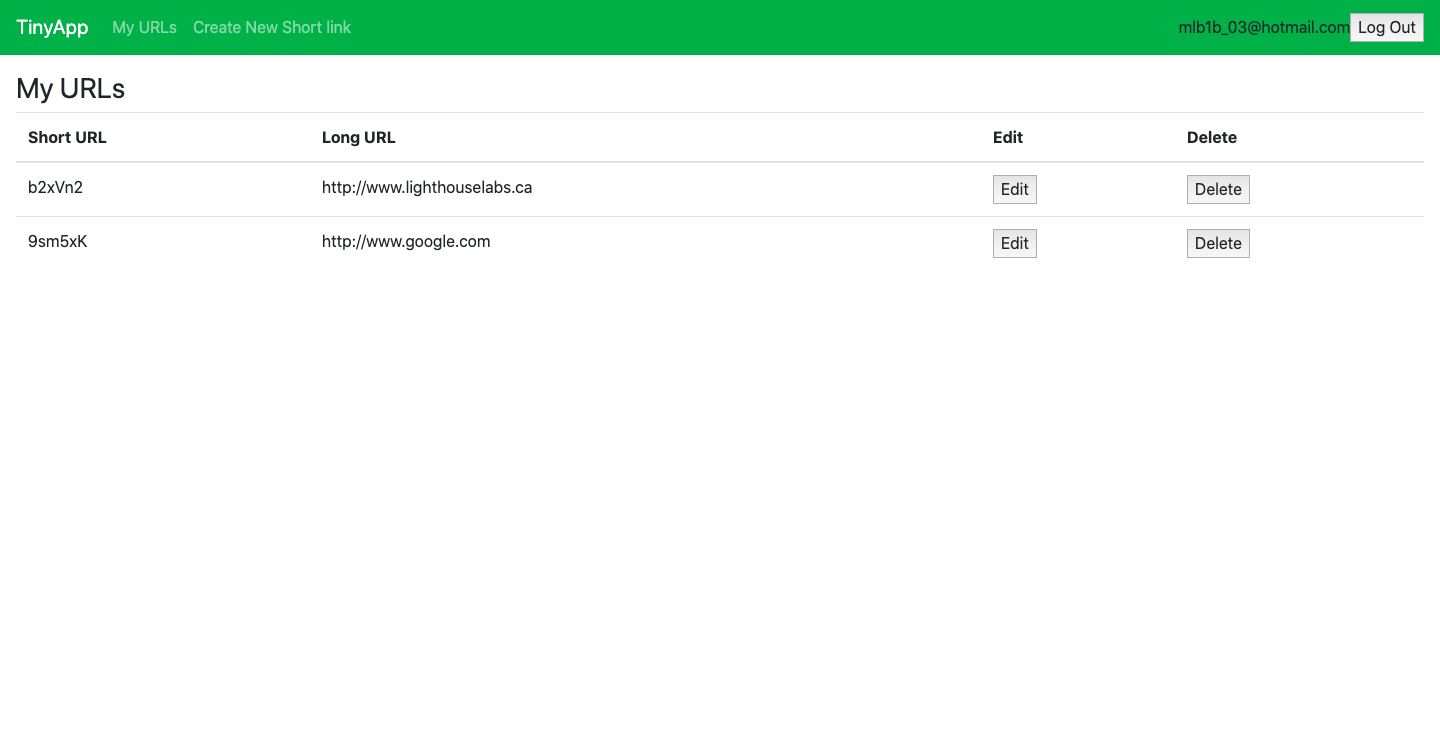 TinyApp My URLs Create New Short link mlb1b_03@hotmail.com Log Out
My URLs
Short URL Long URL Edit Delete
b2xVn2 http://www.lighthouselabs.ca Edit Delete
9sm5xK http://www.google.com Edit Delete